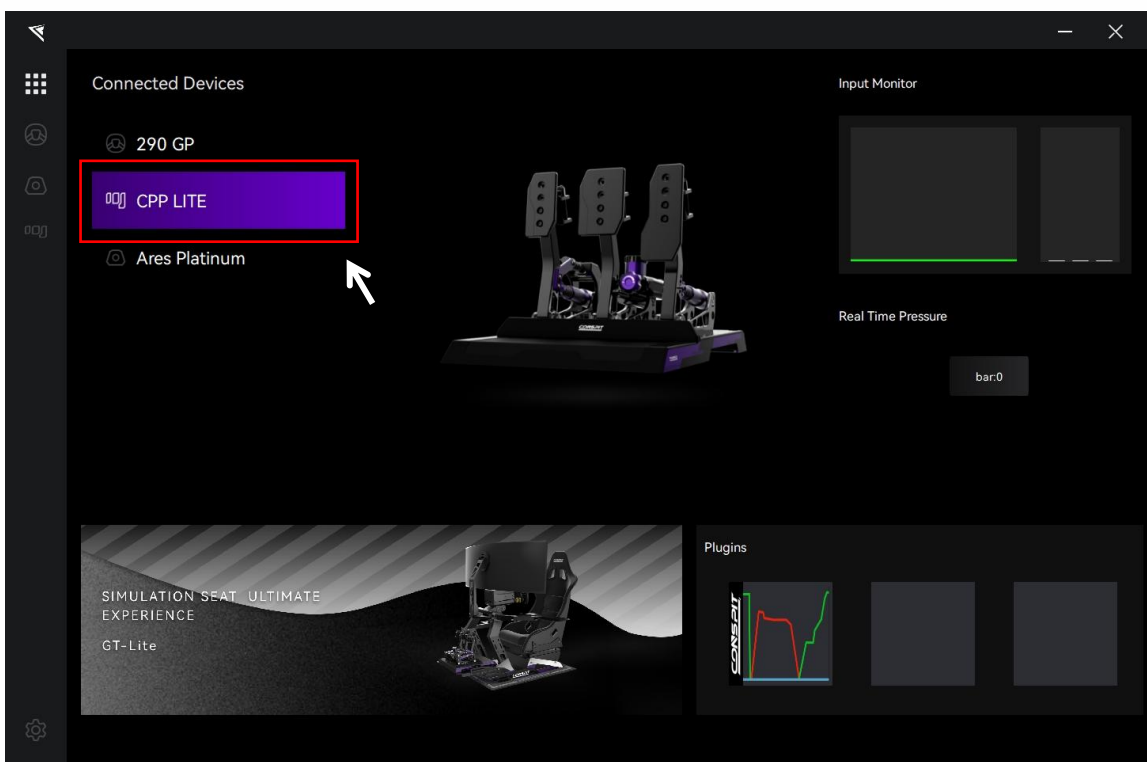 Connected Devices
290 GP
CPP LITE
Ares Platinum
Input Monitor
Real Time Pressure
bar:0
SIMULATION SEAT ULTIMATE
EXPERIENCE
GT-Lite
Plugins
CONSPIT